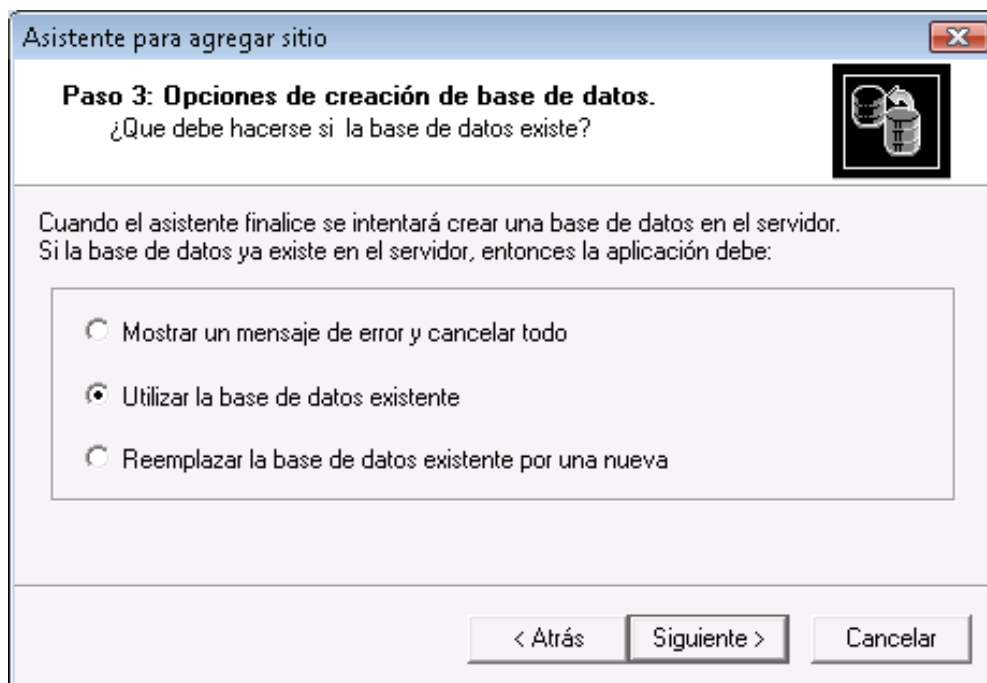 Asistente para agregar sitio
Paso 3: Opciones de creación de base de datos.
¿Que debe hacerse si la base de datos existe?
Cuando el asistente finalice se intentará crear una base de datos en el servidor.
Si la base de datos ya existe en el servidor, entonces la aplicación debe:
Mostrar un mensaje de error y cancelar todo
Utilizar la base de datos existente
Reemplazar la base de datos existente por una nueva
< Atrás Siguiente > Cancelar